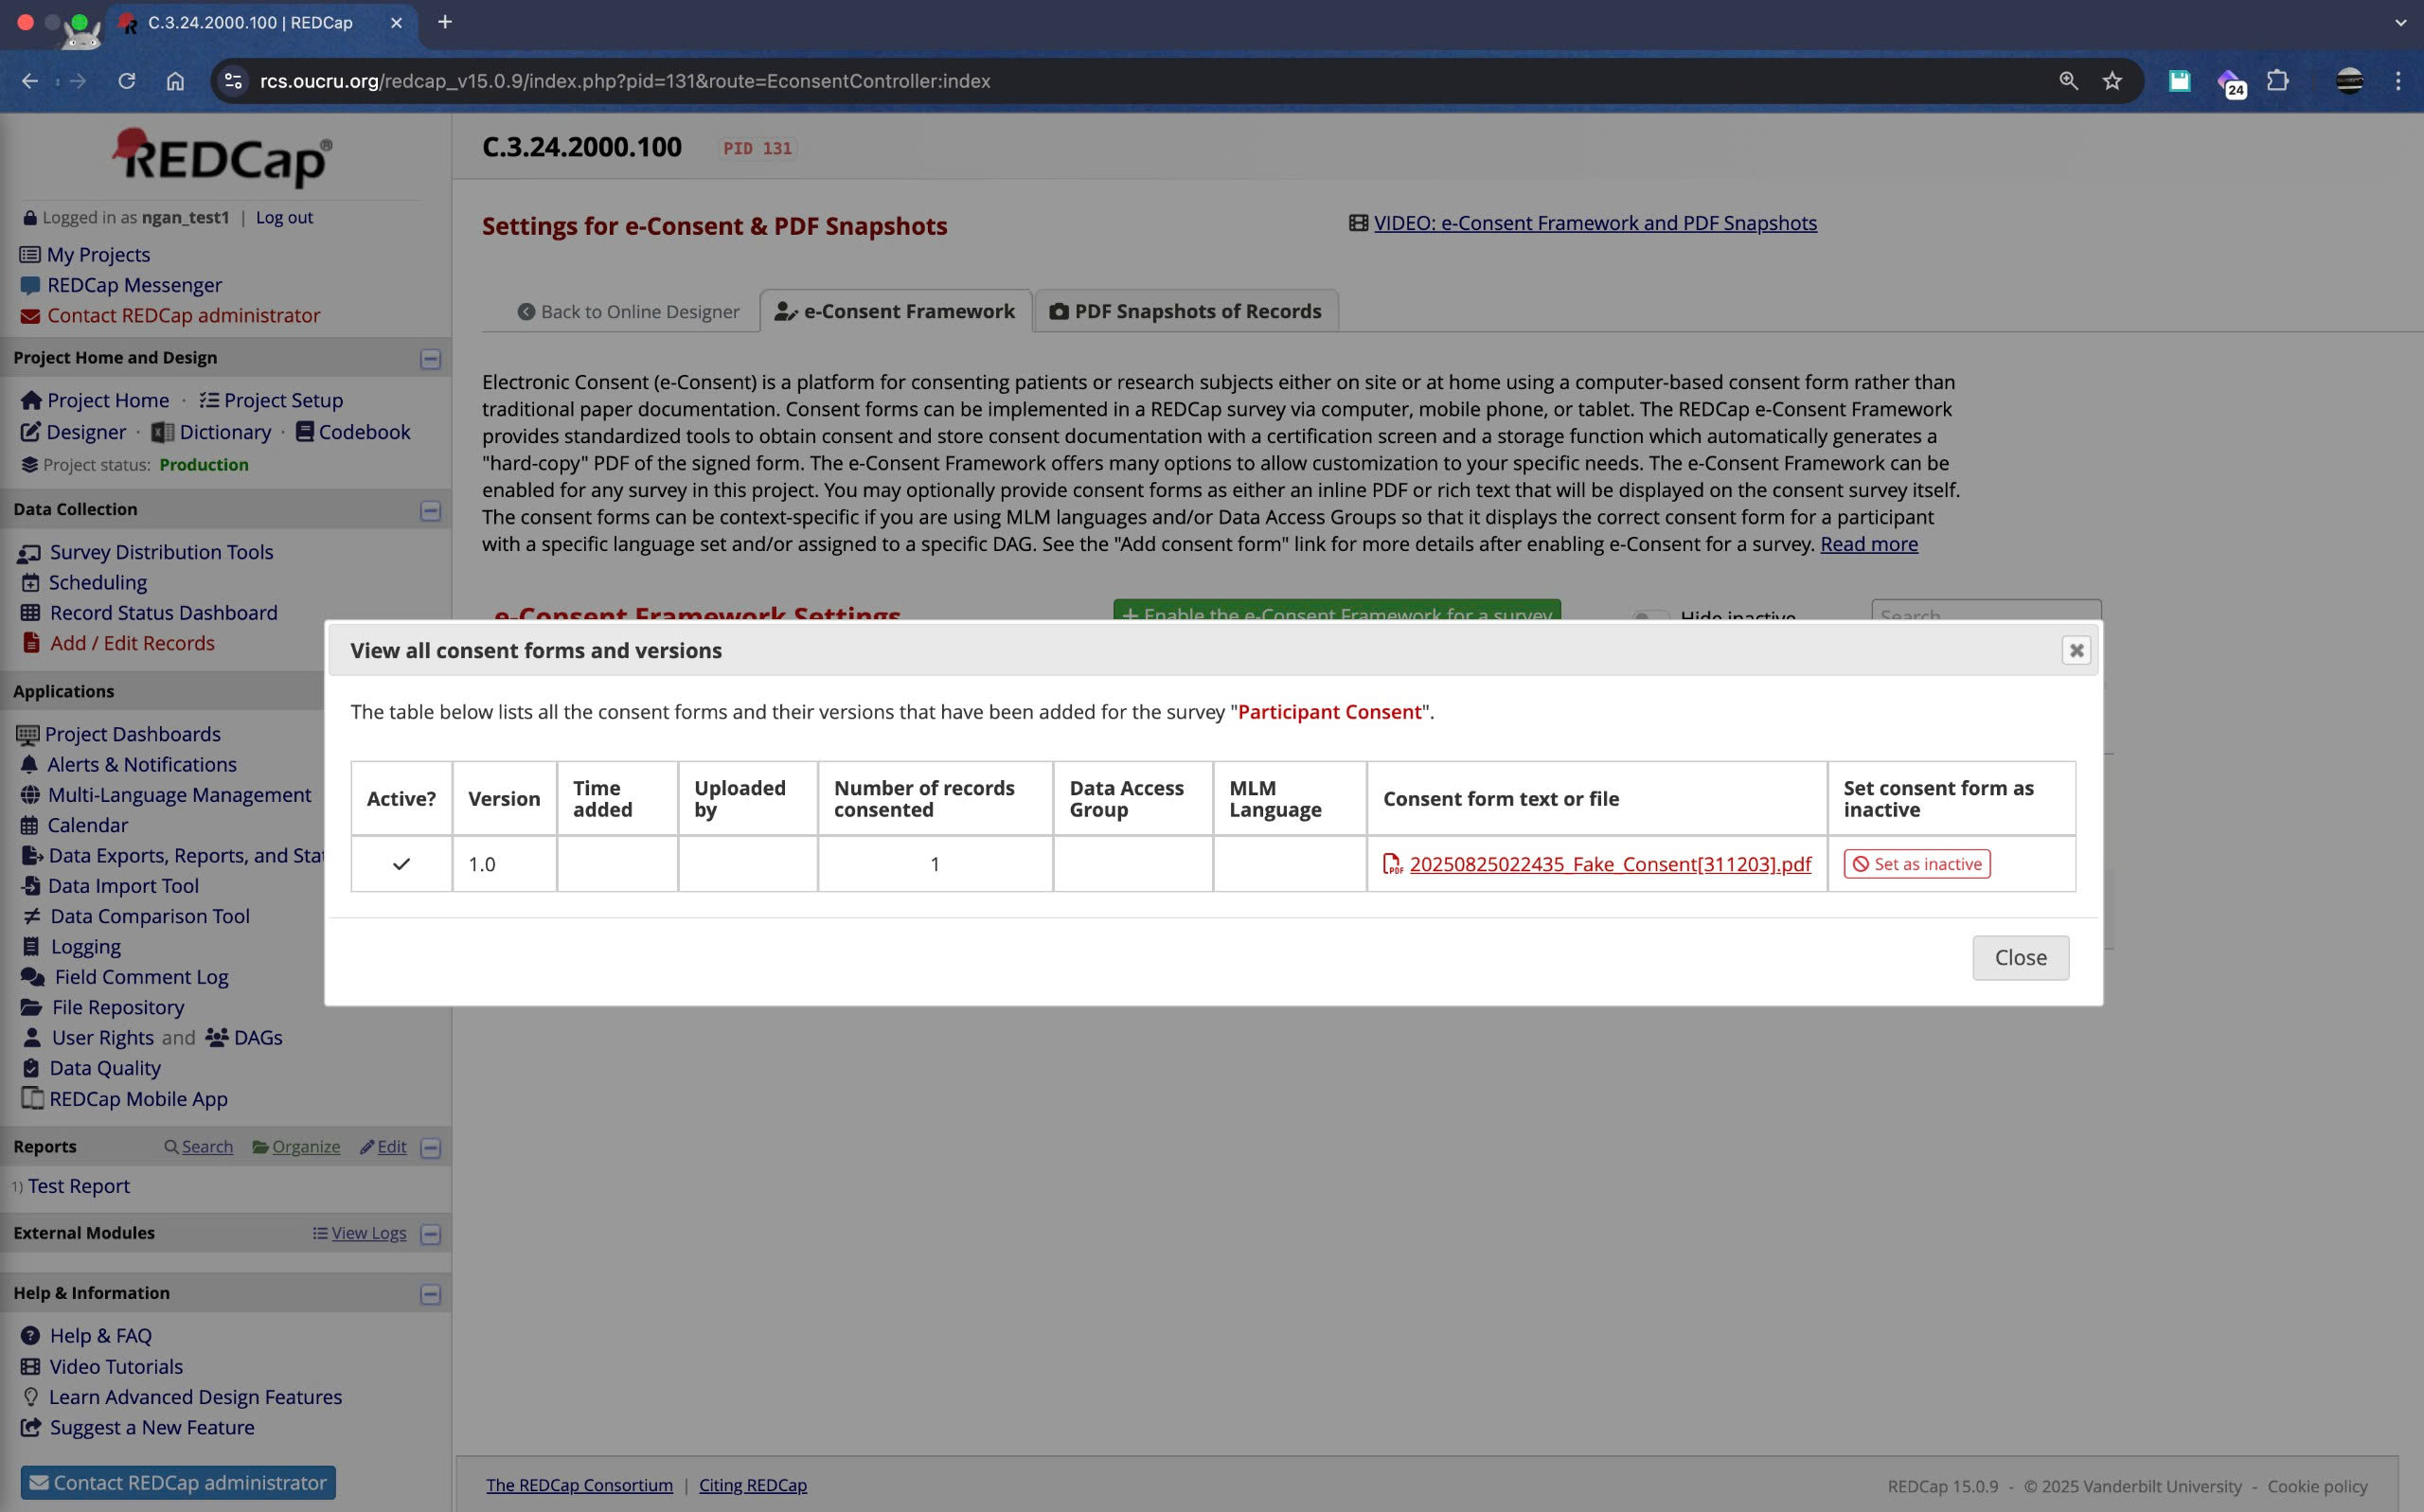 C.3.24.2000.100 | REDCap
rcs.oucru.org/redcap_v15.0.9/index.php?pid=131&route=EconsentController:index
24
REDCap®
Logged in as ngan_test1 | Log out
My Projects
REDCap Messenger
Contact REDCap administrator
Project Home and Design
Project Home · Project Setup
Designer · Dictionary · Codebook
Project status: Production
Data Collection
Survey Distribution Tools
Scheduling
Record Status Dashboard
Add / Edit Records
Applications
Project Dashboards
Alerts & Notifications
Multi-Language Management
Calendar
Data Exports, Reports, and Stat
Data Import Tool
Data Comparison Tool
Logging
Field Comment Log
File Repository
User Rights and DAGs
Data Quality
REDCap Mobile App
Reports Search Organize Edit
1) Test Report
External Modules View Logs
Help & Information
Help & FAQ
Video Tutorials
Learn Advanced Design Features
Suggest a New Feature
Contact REDCap administrator
C.3.24.2000.100 PID 131
Settings for e-Consent & PDF Snapshots
VIDEO: e-Consent Framework and PDF Snapshots
Back to Online Designer
e-Consent Framework
PDF Snapshots of Records
Electronic Consent (e-Consent) is a platform for consenting patients or research subjects either on site or at home using a computer-based consent form rather than
traditional paper documentation. Consent forms can be implemented in a REDCap survey via computer, mobile phone, or tablet. The REDCap e-Consent Framework
provides standardized tools to obtain consent and store consent documentation with a certification screen and a storage function which automatically generates a
"hard-copy" PDF of the signed form. The e-Consent Framework offers many options to allow customization to your specific needs. The e-Consent Framework can be
enabled for any survey in this project. You may optionally provide consent forms as either an inline PDF or rich text that will be displayed on the consent survey itself.
The consent forms can be context-specific if you are using MLM languages and/or Data Access Groups so that it displays the correct consent form for a participant
with a specific language set and/or assigned to a specific DAG. See the "Add consent form" link for more details after enabling e-Consent for a survey. Read more
e-Consent Framework Settings
+ Enable the e-Consent Framework for a survey
Hide inactive
Search
View all consent forms and versions
The table below lists all the consent forms and their versions that have been added for the survey "Participant Consent".
Active?
Version
Time
added
Uploaded
by
Number of records
consented
Data Access
Group
MLM
Language
Consent form text or file
Set consent form as
inactive
1.0
1
20250825022435_Fake_Consent[311203].pdf
Set as inactive
Close
The REDCap Consortium | Citing REDCap
REDCap 15.0.9 - © 2025 Vanderbilt University - Cookie policy